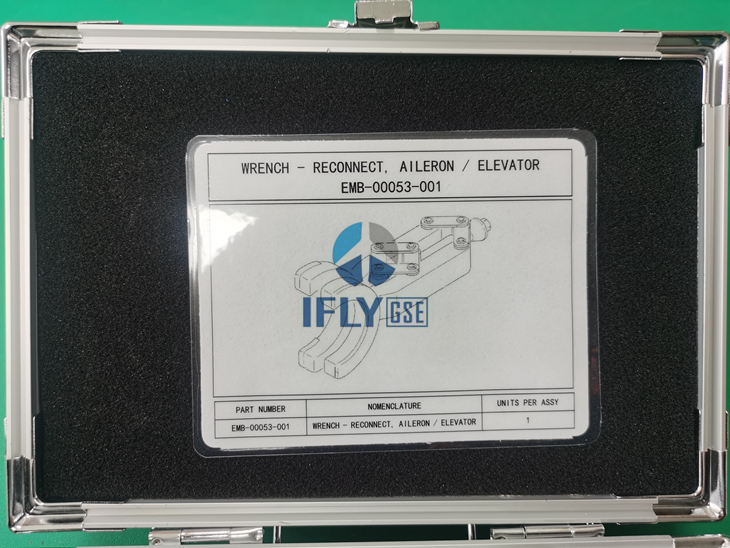 WRENCH - RECONNECT, AILERON / ELEVATOR
EMB-00053-001
IFLY GSE
PART NUMBER NOMENCLATURE UNITS PER ASSY
EMB-00053-001 WRENCH - RECONNECT, AILERON / ELEVATOR 1